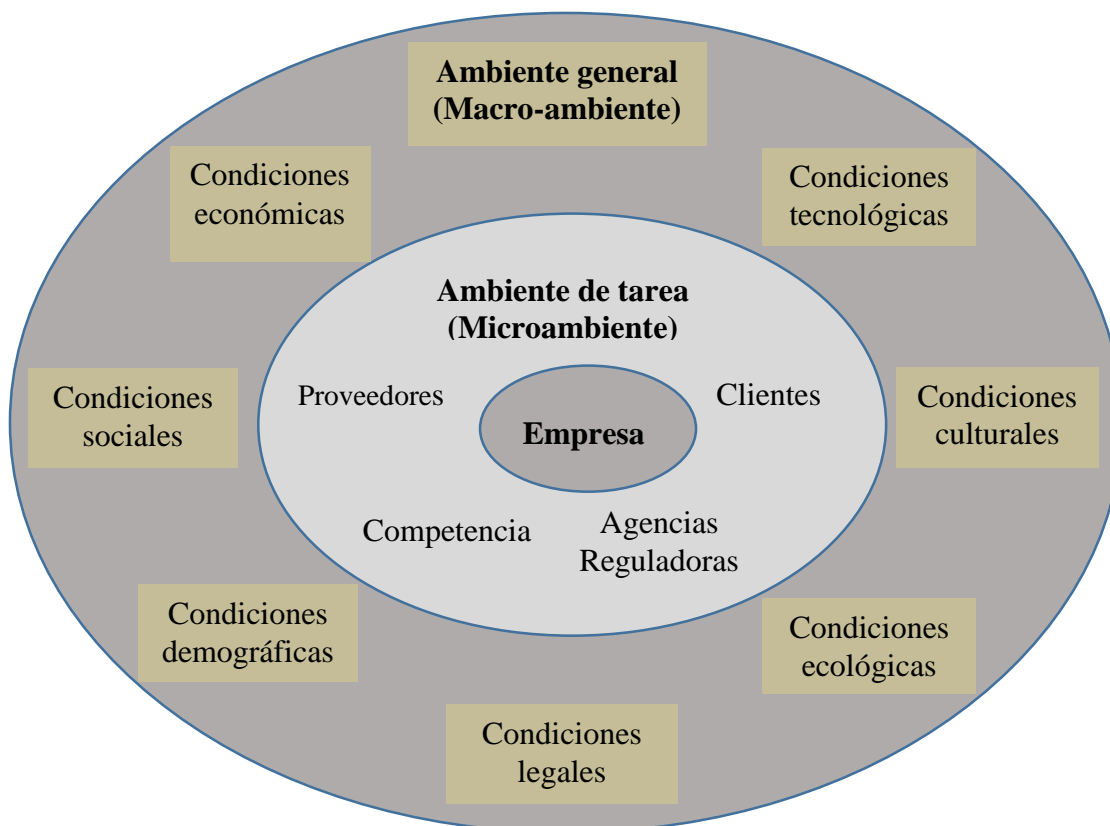 Ambiente general
(Macro-ambiente)
Condiciones
económicas
Condiciones
tecnológicas
Ambiente de tarea
(Microambiente)
Proveedores
Clientes
Condiciones
sociales
Empresa
Condiciones
culturales
Competencia
Agencias
Reguladoras
Condiciones
demográficas
Condiciones
ecológicas
Condiciones
legales